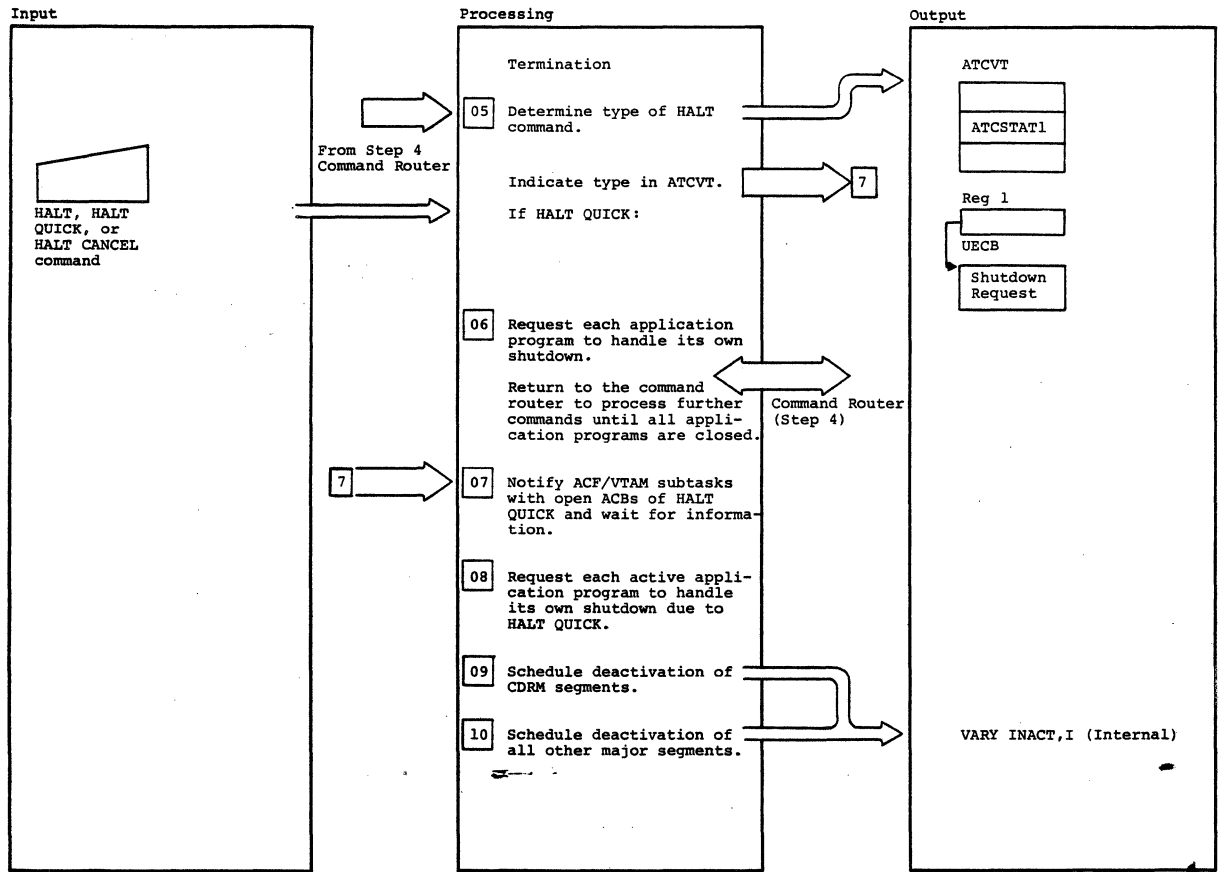 Input
Processing
Output
HALT, HALT
QUICK, or
HALT CANCEL
command
From Step 4
Command Router
7
Termination
05 Determine type of HALT
command.
Indicate type in ATCVT.
7
If HALT QUICK:
06 Request each application
program to handle its own
shutdown.
Return to the command
router to process further
commands until all appli-
cation programs are closed.
Command Router
(Step 4)
07 Notify ACF/VTAM subtasks
with open ACBs of HALT
QUICK and wait for informa-
tion.
08 Request each active appli-
cation program to handle
its own shutdown due to
HALT QUICK.
09 Schedule deactivation of
CDRM segments.
10 Schedule deactivation of
all other major segments.
ATCVT
ATCSTAT1
Reg 1
UECB
Shutdown
Request
VARY INACT,I (Internal)